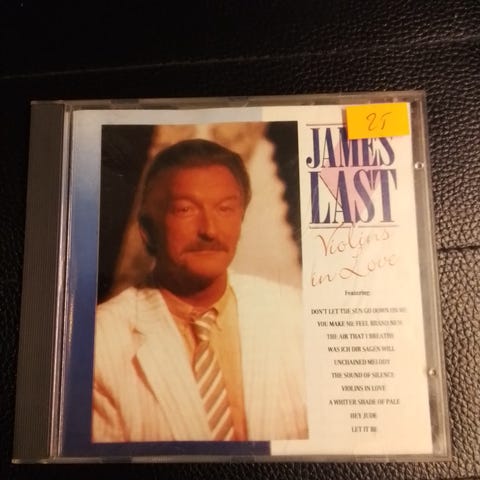 25
JAMES
LAST
Violins
in Love
Featuring:
DON'T LET THE SUN GO DOWN ON ME
YOU MAKE ME FEEL BRAND NEW
THE AIR THAT I BREATHE
WAS ICH DIR SAGEN WILL
UNCHAINED MELODY
THE SOUND OF SILENCE
VIOLINS IN LOVE
A WHITER SHADE OF PALE
HEY JUDE
LET IT BE